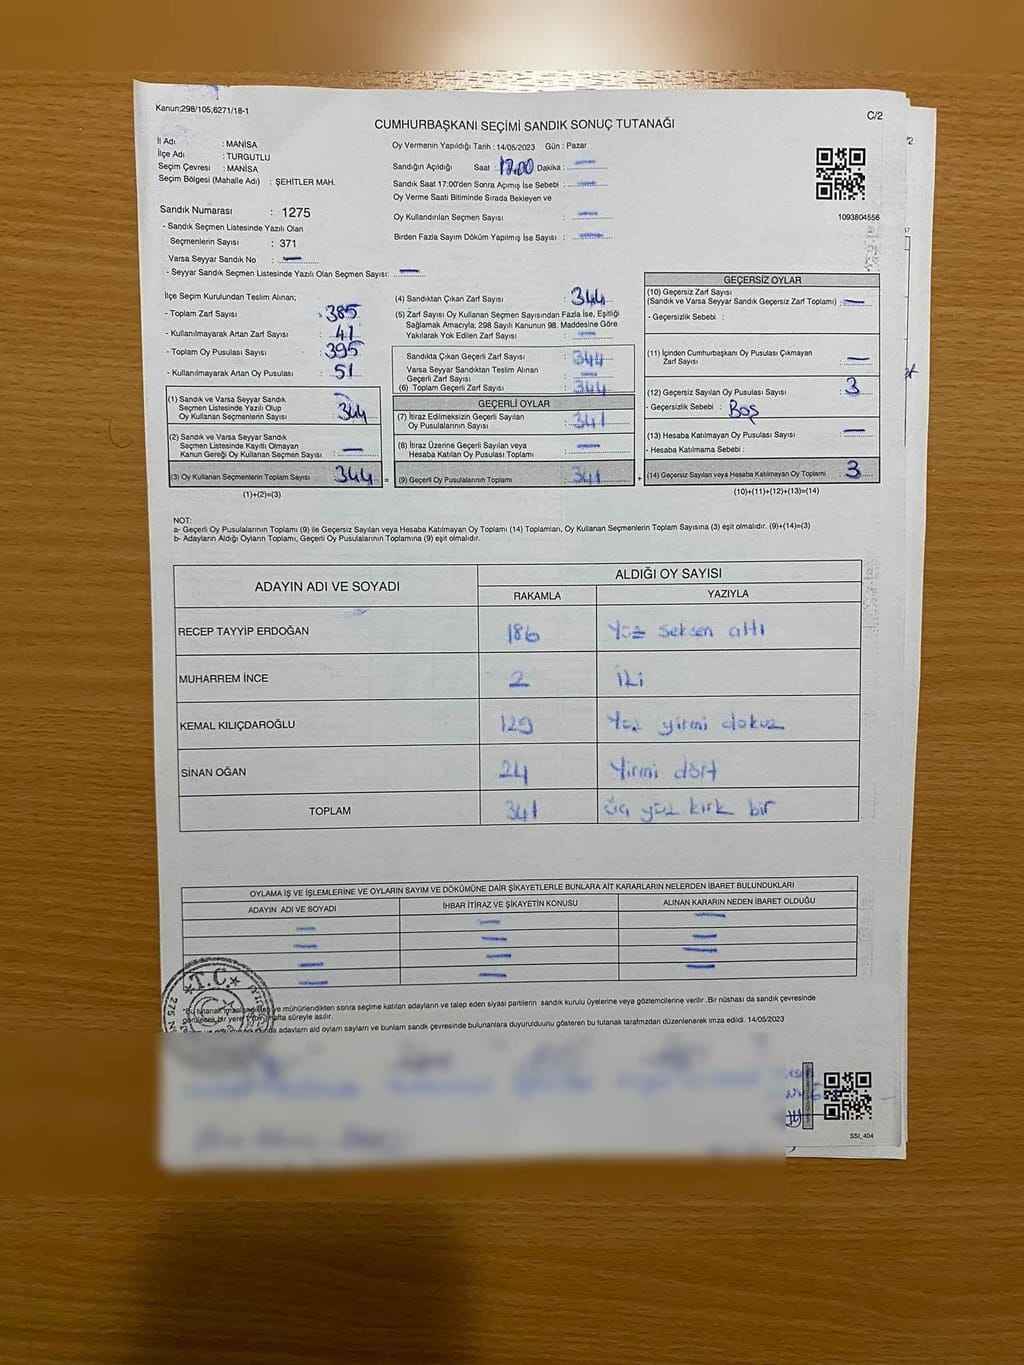 Kanun;298/105,6271/18-1
C/2
CUMHURBAŞKANI SEÇİMİ SANDIK SONUÇ TUTANAĞI
İl Adı : MANİSA
İlçe Adı : TURGUTLU
Seçim Çevresi : MANİSA
Seçim Bölgesi (Mahalle Adı) : ŞEHİTLER MAH.
Sandık Numarası : 1275
- Sandık Seçmen Listesinde Yazılı Olan
Seçmenlerin Sayısı : 371
Varsa Seyyar Sandık No : —
- Seyyar Sandık Seçmen Listesinde Yazılı Olan Seçmen Sayısı: —
Oy Vermenin Yapıldığı Tarih : 14/05/2023 Gün : Pazar
Sandığın Açıldığı Saat : 17.00 Dakika : —
Sandık Saat 17:00'den Sonra Açımış İse Sebebi : —
Oy Verme Saati Bitiminde Sırada Bekleyen ve
Oy Kullandırılan Seçmen Sayısı : —
Birden Fazla Sayım Döküm Yapılmış İse Sayısı : —
1093804556
İlçe Seçim Kurulundan Teslim Alınan;
- Toplam Zarf Sayısı : 385
- Kullanılmayarak Artan Zarf Sayısı : 41
- Toplam Oy Pusulası Sayısı : 395
- Kullanılmayarak Artan Oy Pusulası : 51
(1) Sandık ve Varsa Seyyar Sandık
Seçmen Listesinde Yazılı Olup
Oy Kullanan Seçmenlerin Sayısı : 344
(2) Sandık ve Varsa Seyyar Sandık
Seçmen Listesinde Kayıtlı Olmayan
Kanun Gereği Oy Kullanan Seçmen Sayısı : —
(3) Oy Kullanan Seçmenlerin Toplam Sayısı : 344 =
(1)+(2)=(3)
(4) Sandıktan Çıkan Zarf Sayısı : 344
(5) Zarf Sayısı Oy Kullanan Seçmen Sayısından Fazla İse, Eşitliği
Sağlamak Amacıyla; 298 Sayılı Kanunun 98. Maddesine Göre
Yakılarak Yok Edilen Zarf Sayısı : —
Sandıkta Çıkan Geçerli Zarf Sayısı : 344
Varsa Seyyar Sandıktan Teslim Alınan
Geçerli Zarf Sayısı : —
(6) Toplam Geçerli Zarf Sayısı : 344
GEÇERLİ OYLAR
(7) İtiraz Edilmeksizin Geçerli Sayılan
Oy Pusulalarının Sayısı : 341
(8) İtiraz Üzerine Geçerli Sayılan veya
Hesaba Katılan Oy Pusulası Toplamı : —
(9) Geçerli Oy Pusulalarının Toplamı : 341 +
GEÇERSİZ OYLAR
(10) Geçersiz Zarf Sayısı
(Sandık ve Varsa Seyyar Sandık Geçersiz Zarf Toplamı) : —
- Geçersizlik Sebebi :
(11) İçinden Cumhurbaşkanı Oy Pusulası Çıkmayan
Zarf Sayısı : —
(12) Geçersiz Sayılan Oy Pusulası Sayısı : 3
- Geçersizlik Sebebi : Boş
(13) Hesaba Katılmayan Oy Pusulası Sayısı : —
- Hesaba Katılmama Sebebi :
(14) Geçersiz Sayılan veya Hesaba Katılmayan Oy Toplamı : 3
(10)+(11)+(12)+(13)=(14)
NOT:
a- Geçerli Oy Pusulalarının Toplamı (9) ile Geçersiz Sayılan veya Hesaba Katılmayan Oy Toplamı (14) Toplamları, Oy Kullanan Seçmenlerin Toplam Sayısına (3) eşit olmalıdır. (9)+(14)=(3)
b- Adayların Aldığı Oyların Toplamı, Geçerli Oy Pusulalarının Toplamına (9) eşit olmalıdır.
ADAYIN ADI VE SOYADI ALDIĞI OY SAYISI
RAKAMLA YAZIYLA
RECEP TAYYİP ERDOĞAN 186 Yüz seksen altı
MUHARREM İNCE 2 İki
KEMAL KILIÇDAROĞLU 129 Yüz yirmi dokuz
SİNAN OĞAN 24 Yirmi dört
TOPLAM 341 Üç yüz kırk bir
OYLAMA İŞ VE İŞLEMLERİNE VE OYLARIN SAYIM VE DÖKÜMÜNE DAİR ŞİKAYETLERLE BUNLARA AİT KARARLARIN NELERDEN İBARET BULUNDUKLARI
ADAYIN ADI VE SOYADI İHBAR İTİRAZ VE ŞİKAYETİN KONUSU ALINAN KARARIN NEDEN İBARET OLDUĞU
— — —
— — —
— — —
— — —
T.C.
mühürlendikten sonra seçime katılan adayların ve talep eden siyasi partilerin sandık kurulu üyelerine veya gözlemcilerine verilir .Bir nüshası da sandık çevresinde
hafta süreyle asılır.
adayların ald oyların sayları ve bunların sandık çevresinde bulunanlara duyurulduunu gösteren bu tutanak tarafmzdan düzenlenerek imza edildi. 14/05/2023
SSI_404